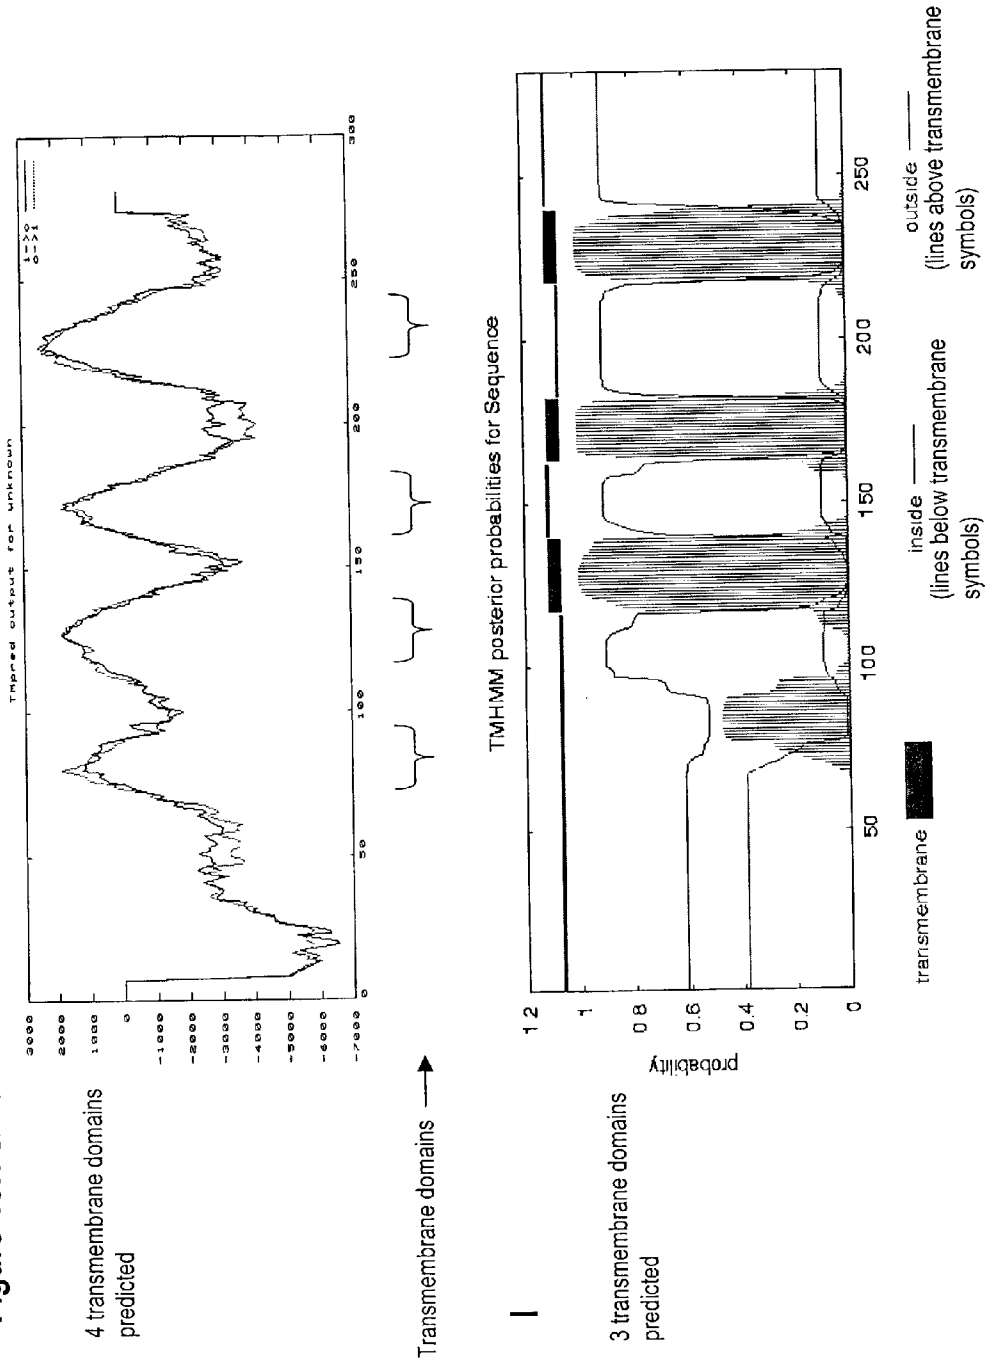 TMpred output for unknown
i->o
o->i
3000
2000
1000
0
-1000
-2000
-3000
-4000
-5000
-6000
-7000
0
50
100
150
200
250
300
4 transmembrane domains
predicted
Transmembrane domains
TMHMM posterior probabilities for Sequence
probability
1.2
1
0.8
0.6
0.4
0.2
0
50
100
150
200
250
3 transmembrane domains
predicted
transmembrane
inside
(lines below transmembrane
symbols)
outside
(lines above transmembrane
symbols)